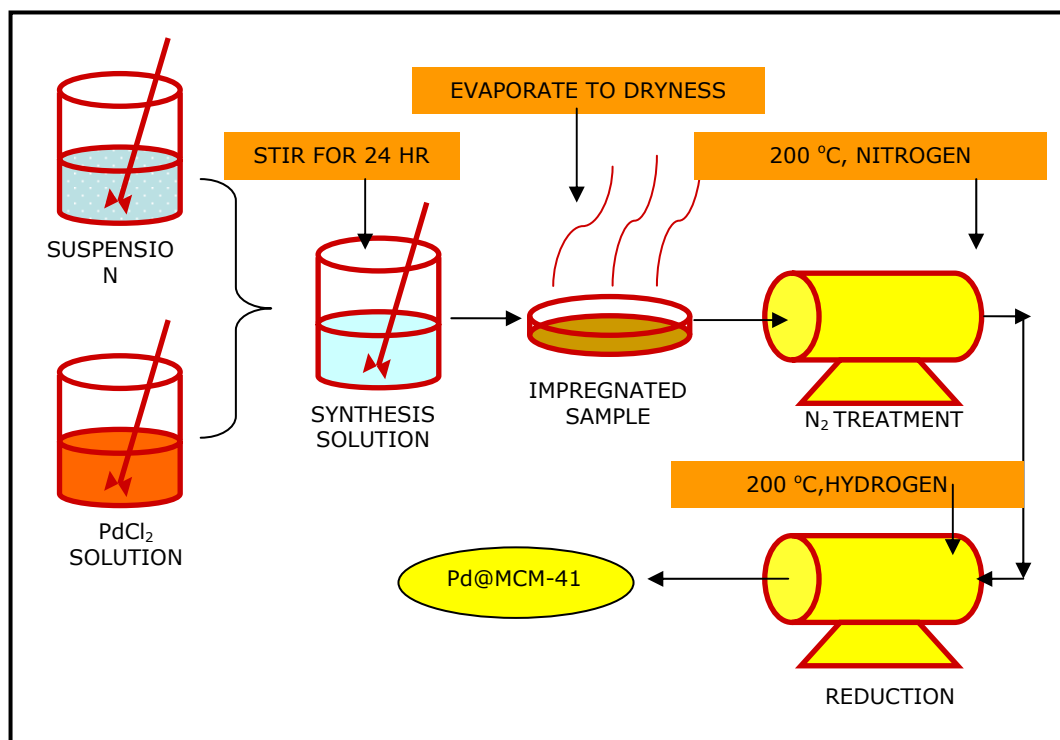 EVAPORATE TO DRYNESS
STIR FOR 24 HR
200 °C, NITROGEN
SUSPENSIO
N
SYNTHESIS
SOLUTION
IMPREGNATED
SAMPLE
N₂ TREATMENT
PdCl₂
SOLUTION
200 °C,HYDROGEN
Pd@MCM-41
REDUCTION